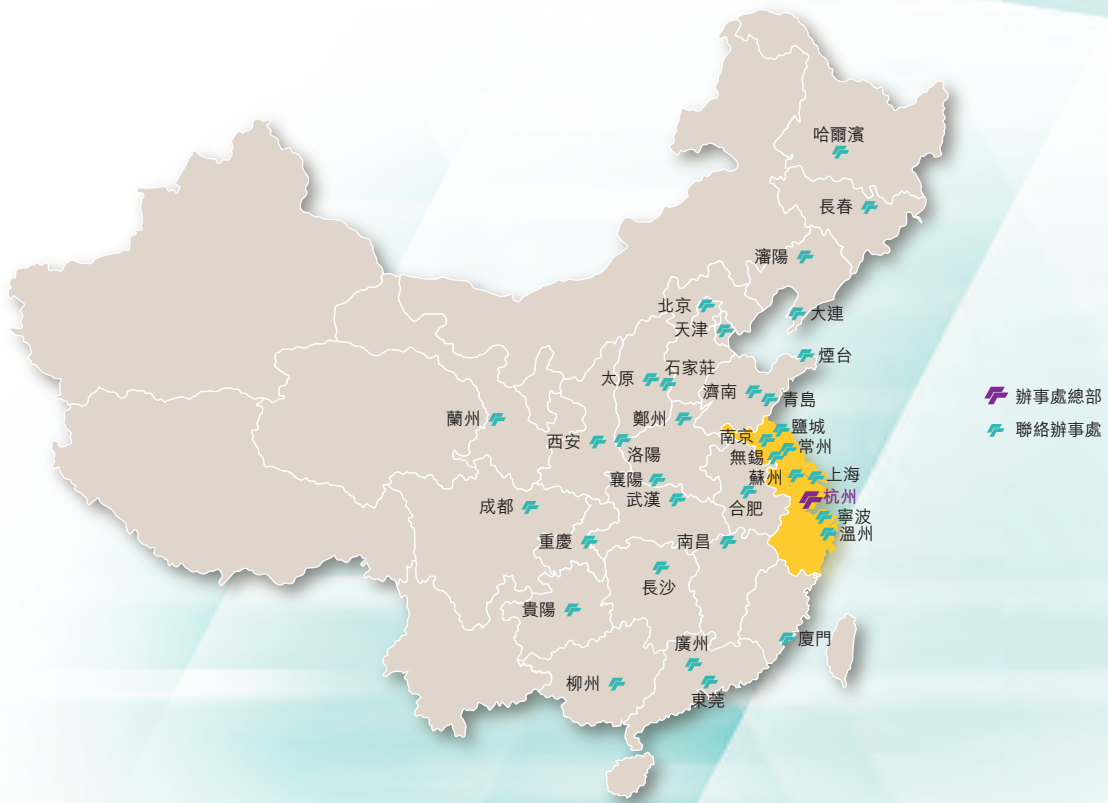 哈爾濱
長春
瀋陽
北京
大連
天津
煙台
石家莊
太原
濟南
青島
辦事處總部
蘭州
鄭州
鹽城
聯絡辦事處
南京
西安
常州
洛陽
無錫
上海
蘇州
襄陽
杭州
武漢
成都
合肥
寧波
溫州
重慶
南昌
長沙
貴陽
廈門
廣州
柳州
東莞